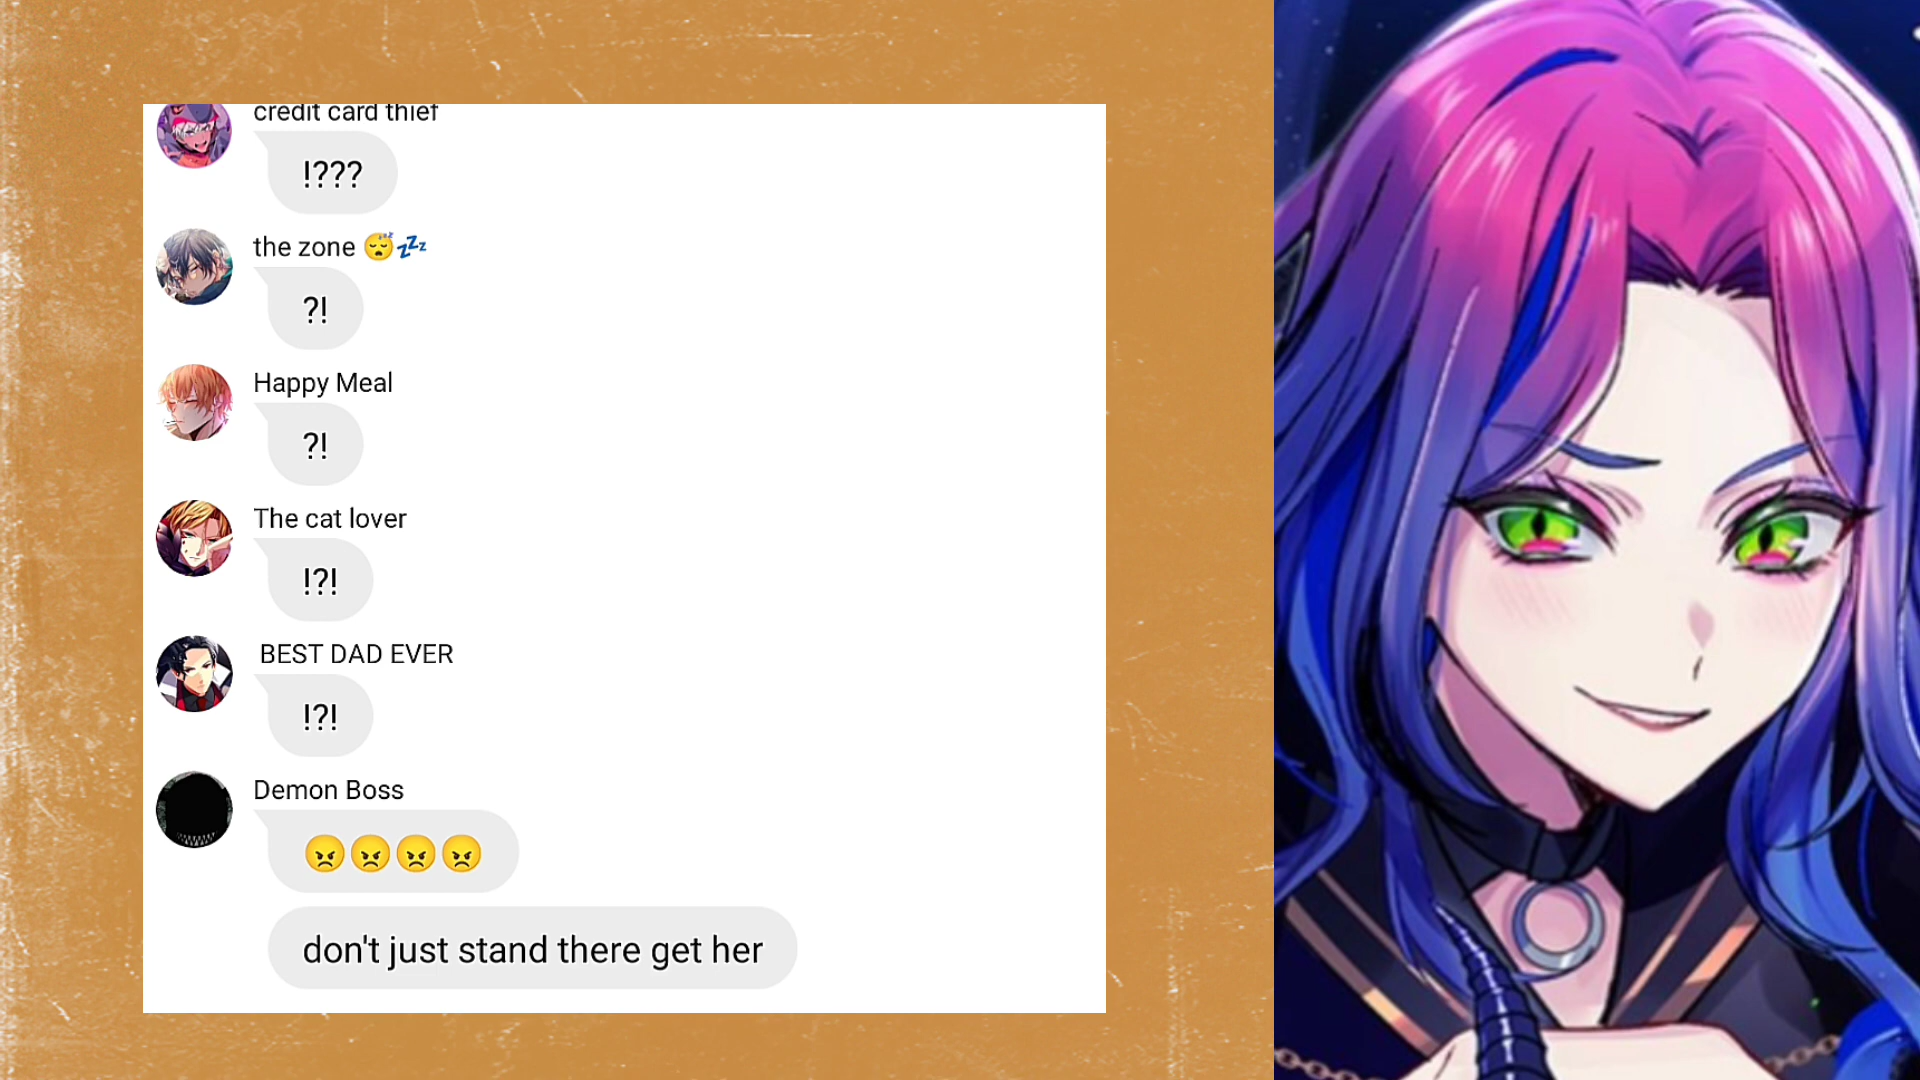 credit card thief
!???
the zone 😴💤
?!
Happy Meal
?!
The cat lover
!?!
BEST DAD EVER
!?!
Demon Boss
😠😠😠😠
don't just stand there get her